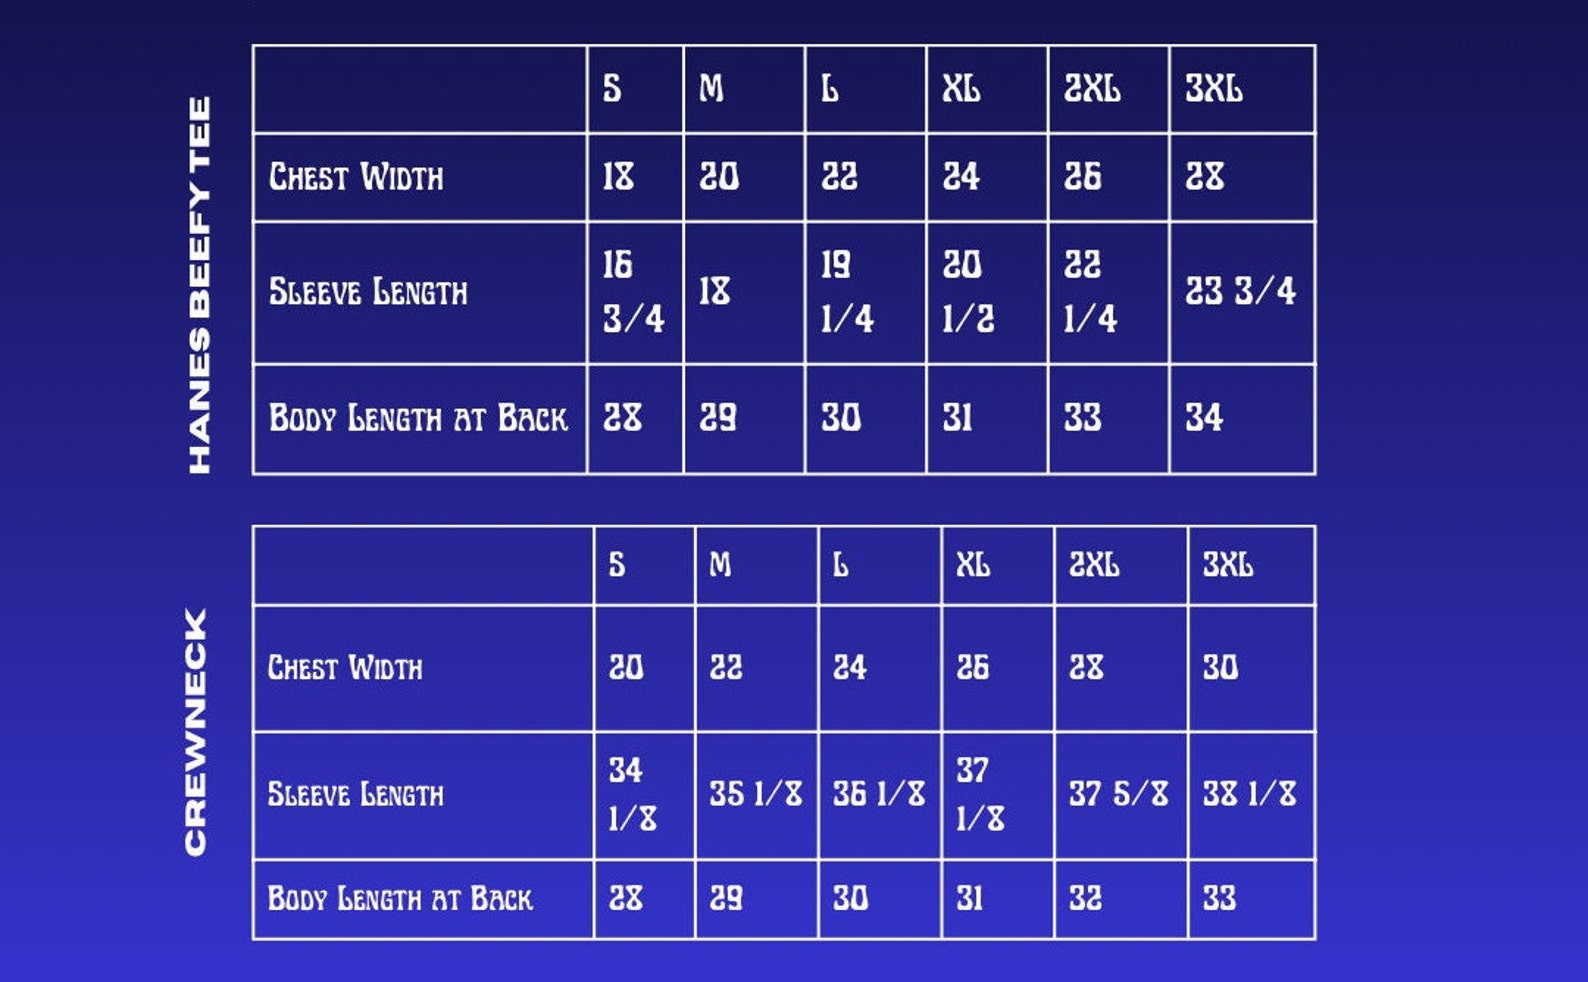 HANES BEEFY TEE
S M L XL 2XL 3XL
Chest Width 18 20 22 24 26 28
Sleeve Length 16 3/4 18 19 1/4 20 1/2 22 1/4 23 3/4
Body Length at Back 28 29 30 31 33 34
CREWNECK
S M L XL 2XL 3XL
Chest Width 20 22 24 26 28 30
Sleeve Length 34 1/8 35 1/8 36 1/8 37 1/8 37 5/8 38 1/8
Body Length at Back 28 29 30 31 32 33